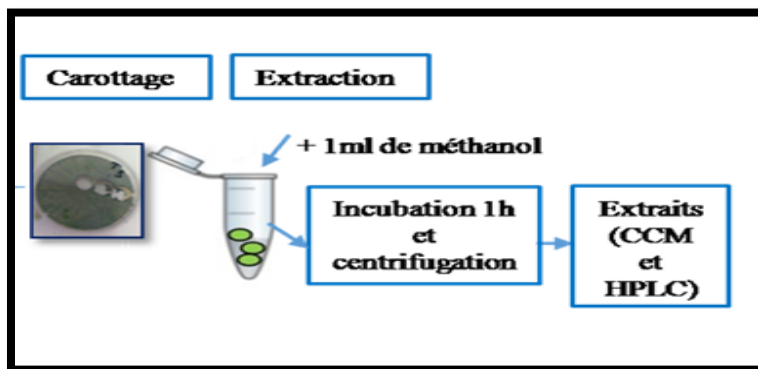 Carottage
Extraction
+ 1ml de méthanol
Incubation 1h
et
centrifugation
Extraits
(CCM
et
HPLC)